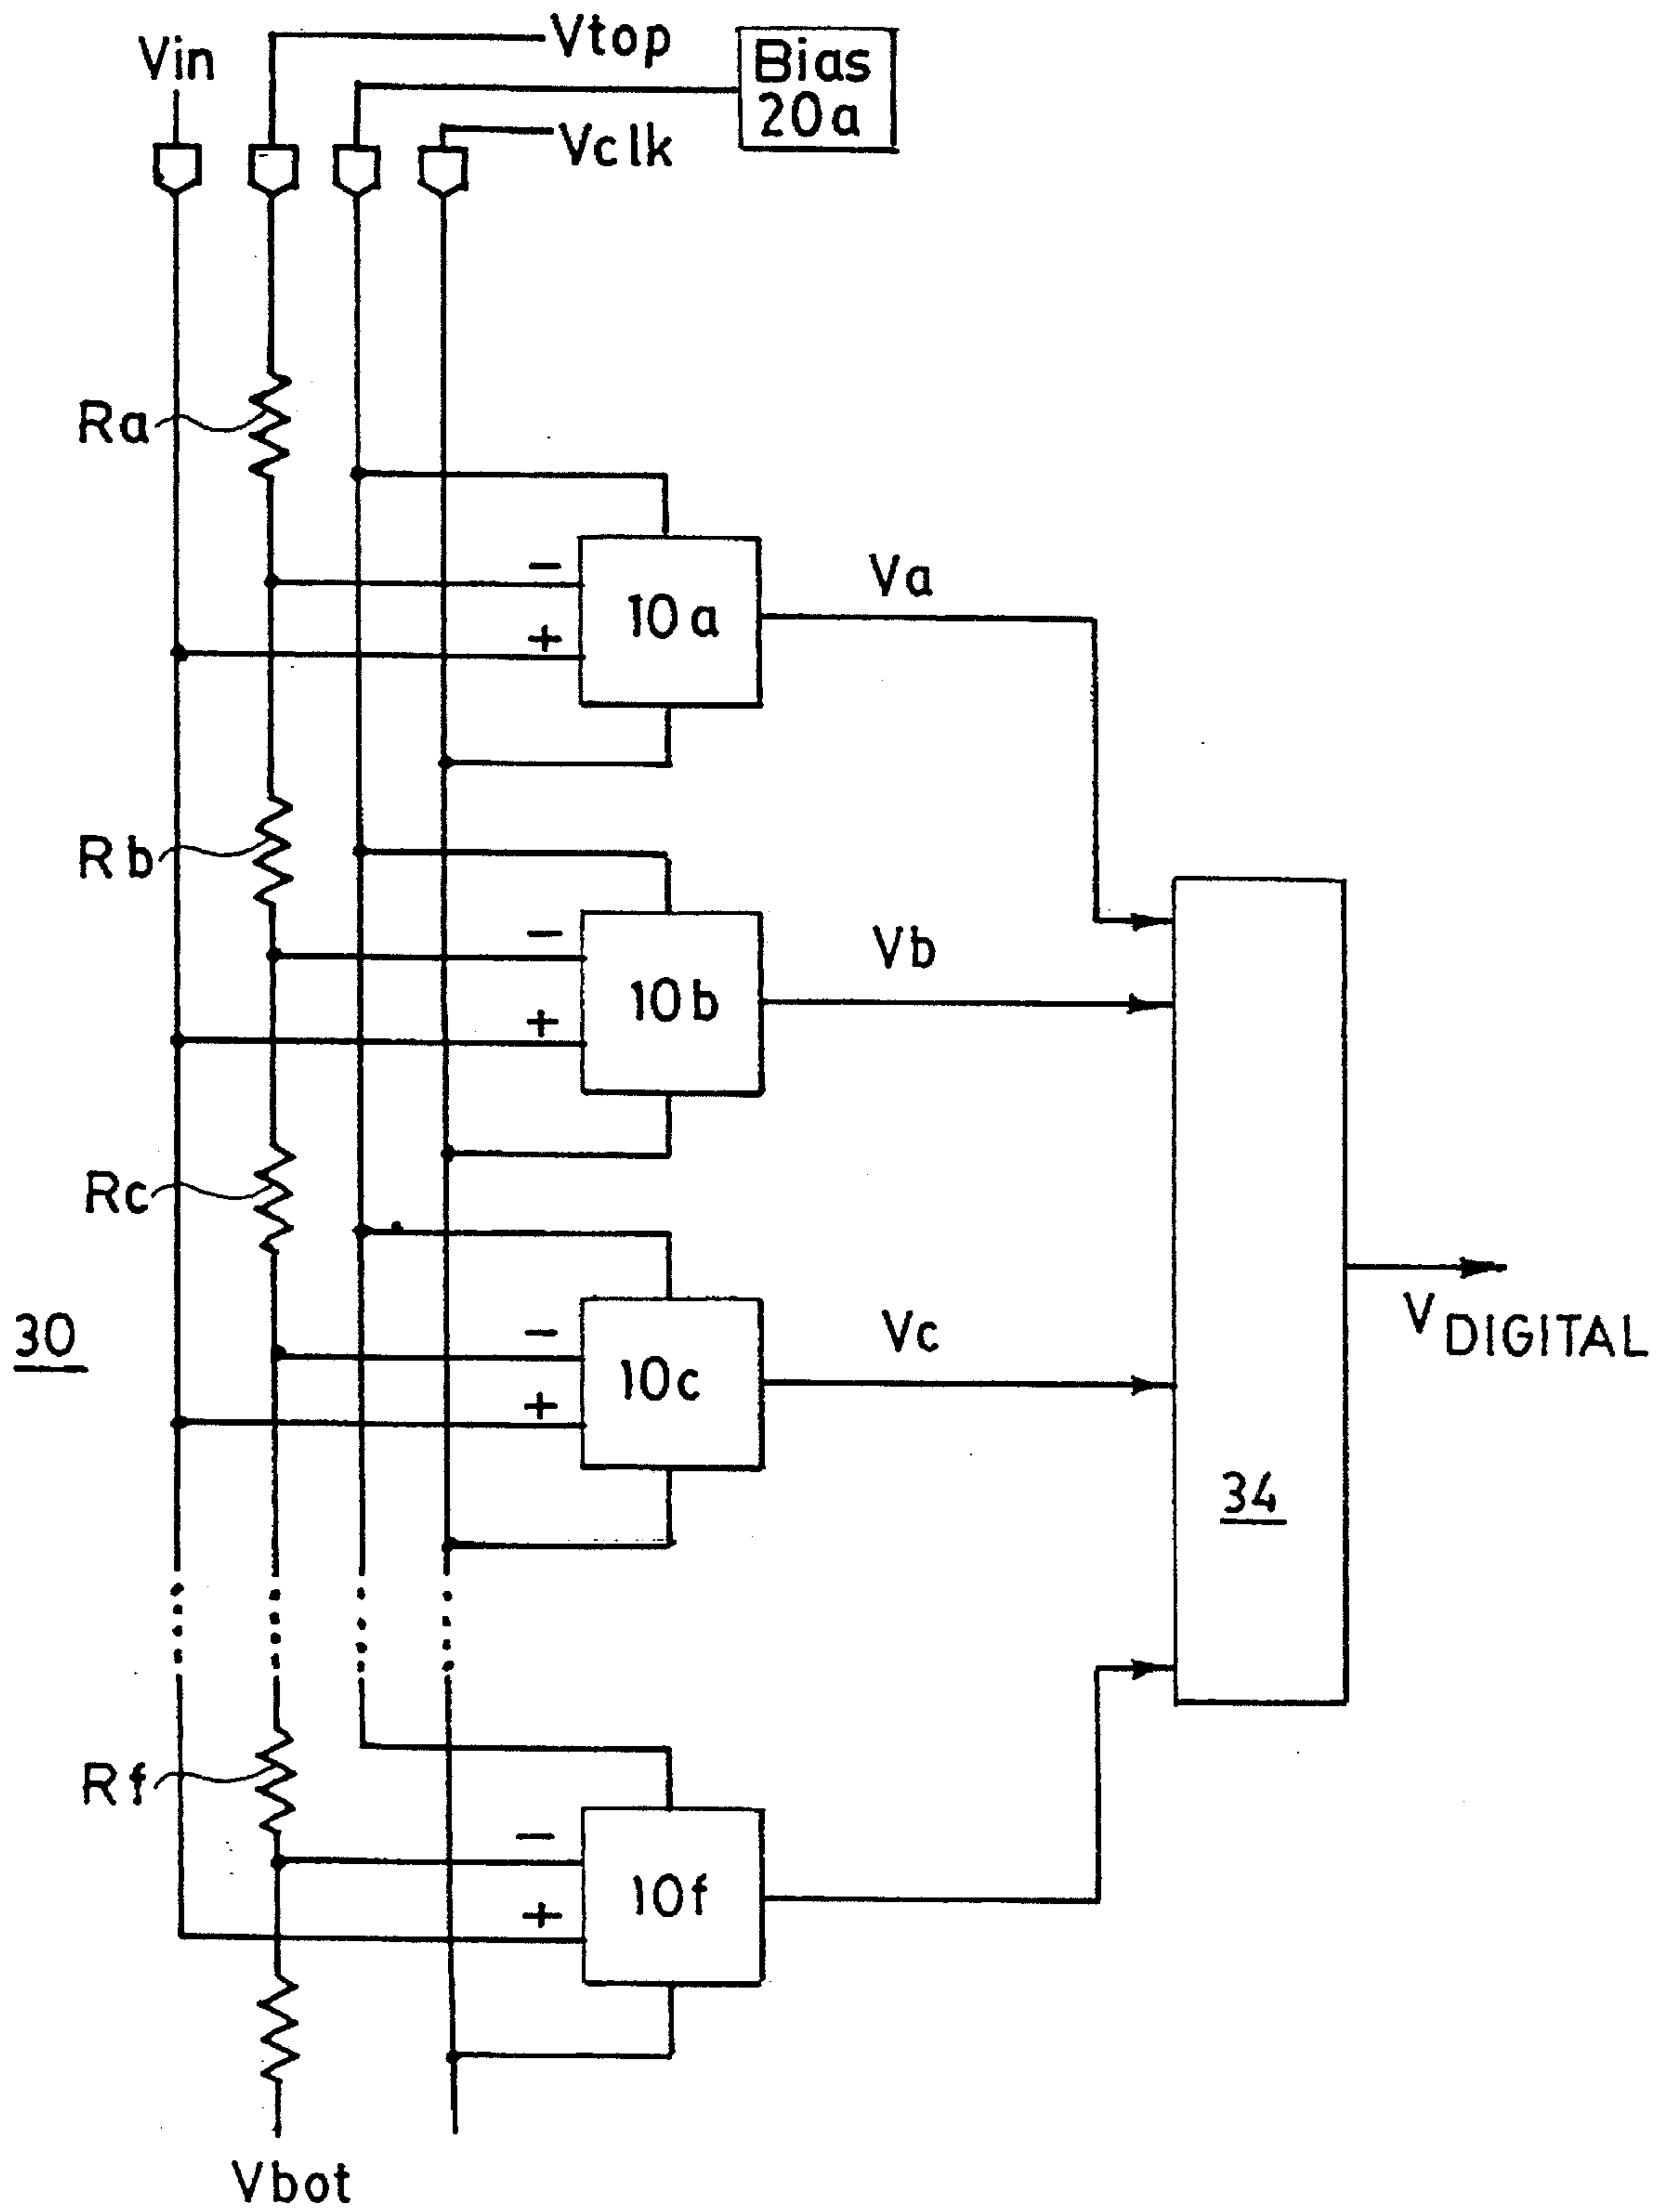 Vin
Vtop
Bias
20a
Vclk
Ra
−
10a
+
Va
Rb
−
10b
+
Vb
Rc
−
10c
+
Vc
30
V DIGITAL
34
Rf
−
10f
+
Vbot